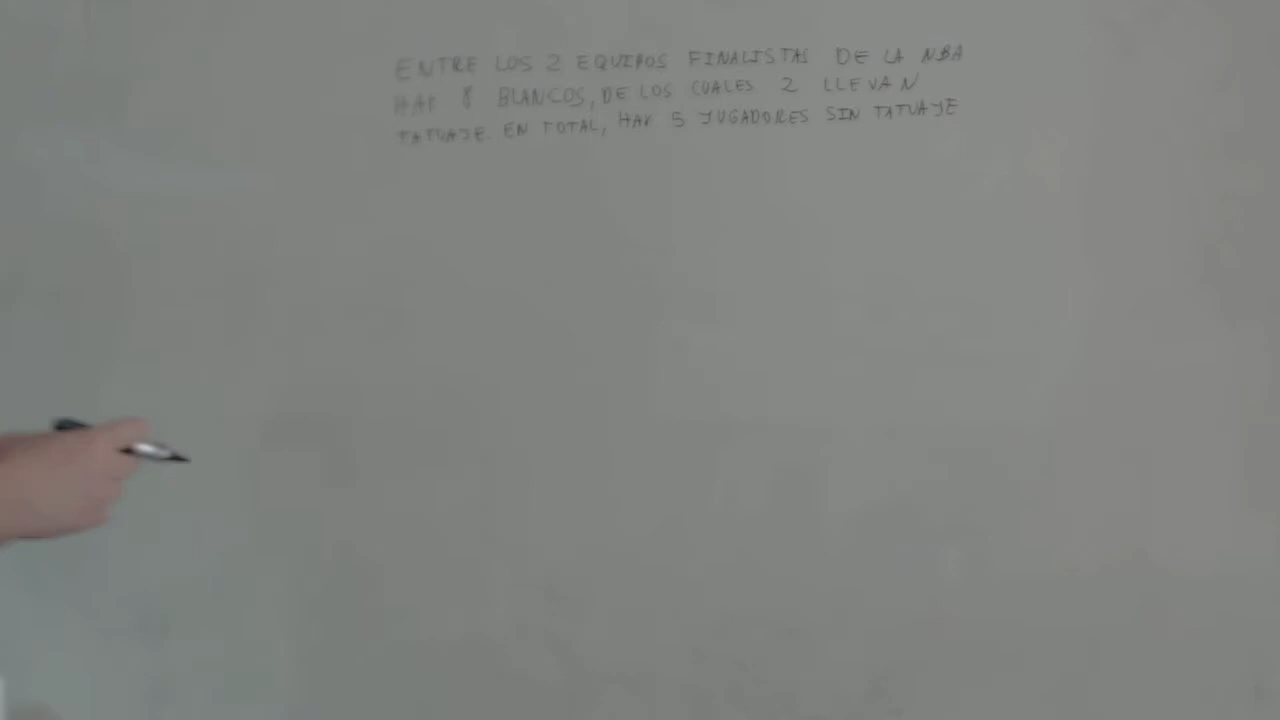 ENTRE LOS 2 EQUIPOS FINALISTAS DE LA NBA
HAY 8 BLANCOS, DE LOS CUALES 2 LLEVAN
TATUAJE. EN TOTAL, HAY 5 JUGADORES SIN TATUAJE